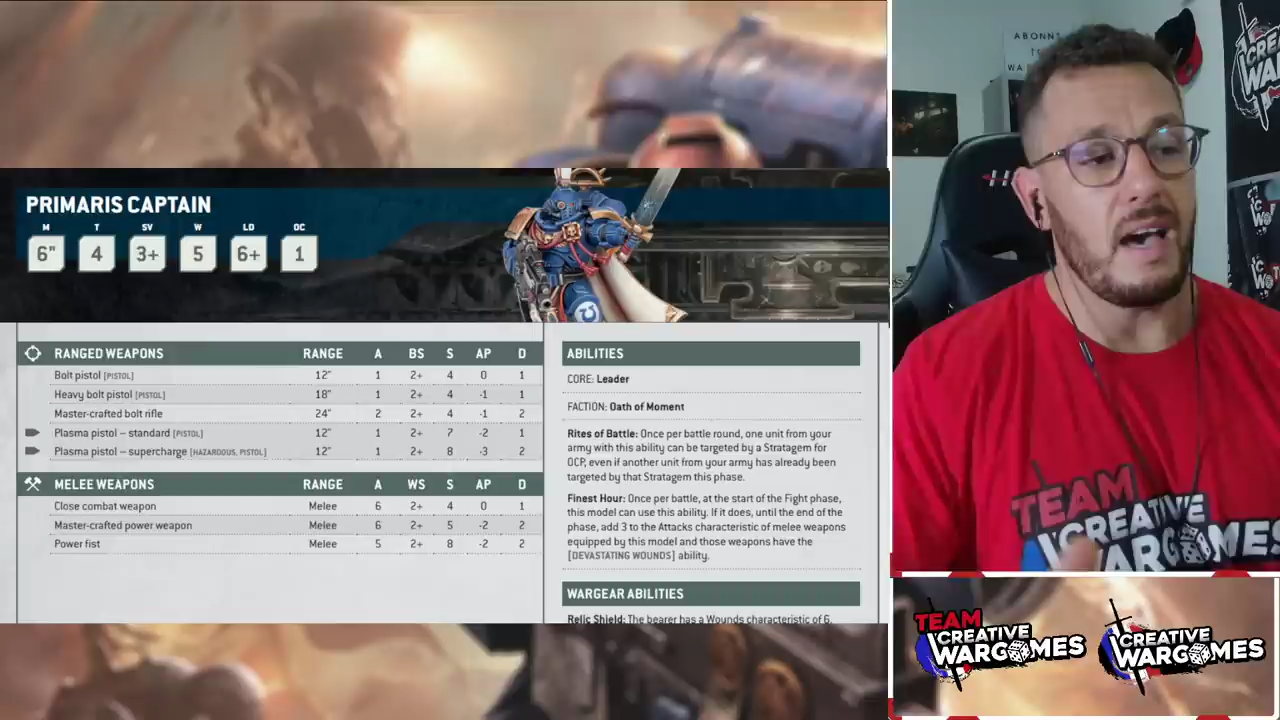 PRIMARIS CAPTAIN
M T SV W LD OC
6" 4 3+ 5 6+ 1
RANGED WEAPONS RANGE A BS S AP D
Bolt pistol [PISTOL] 12" 1 2+ 4 0 1
Heavy bolt pistol [PISTOL] 18" 1 2+ 4 -1 1
Master-crafted bolt rifle 24" 2 2+ 4 -1 2
Plasma pistol – standard [PISTOL] 12" 1 2+ 7 -2 1
Plasma pistol – supercharge [HAZARDOUS, PISTOL] 12" 1 2+ 8 -3 2
MELEE WEAPONS RANGE A WS S AP D
Close combat weapon Melee 6 2+ 4 0 1
Master-crafted power weapon Melee 6 2+ 5 -2 2
Power fist Melee 5 2+ 8 -2 2
ABILITIES
CORE: Leader
FACTION: Oath of Moment
Rites of Battle: Once per battle round, one unit from your
army with this ability can be targeted by a Stratagem for
0CP, even if another unit from your army has already been
targeted by that Stratagem this phase.
Finest Hour: Once per battle, at the start of the Fight phase,
this model can use this ability. If it does, until the end of the
phase, add 3 to the Attacks characteristic of melee weapons
equipped by this model and those weapons have the
[DEVASTATING WOUNDS] ability.
WARGEAR ABILITIES
Relic Shield: The bearer has a Wounds characteristic of 6.
TEAM
CREATIVE
WARGAMES
TEAM
CREATIVE
WARGAMES
CREATIVE
WARGAMES